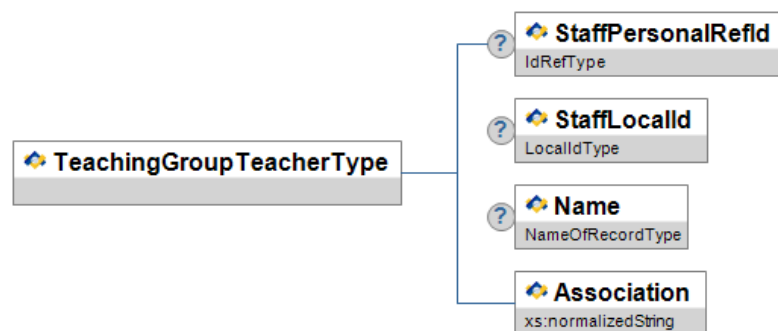 ? StaffPersonalRefId
IdRefType
? StaffLocalId
LocalIdType
TeachingGroupTeacherType
? Name
NameOfRecordType
Association
xs:normalizedString